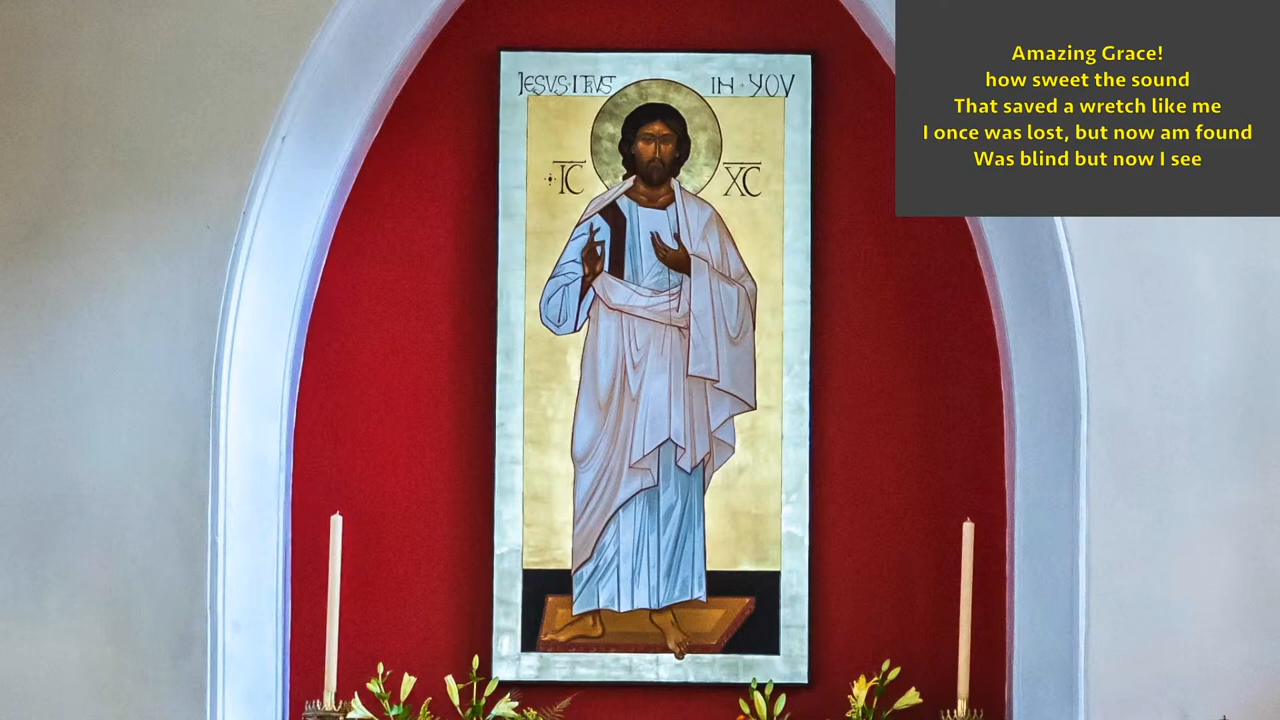 JESUS · I TRUST IN · YOU
IC XC
Amazing Grace!
how sweet the sound
That saved a wretch like me
I once was lost, but now am found
Was blind but now I see